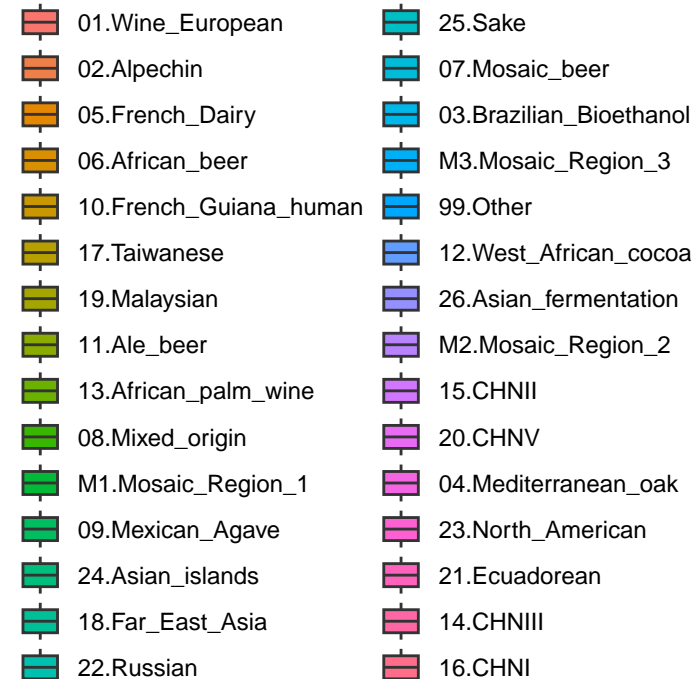 01.Wine_European
02.Alpechin
05.French_Dairy
06.African_beer
10.French_Guiana_human
17.Taiwanese
19.Malaysian
11.Ale_beer
13.African_palm_wine
08.Mixed_origin
M1.Mosaic_Region_1
09.Mexican_Agave
24.Asian_islands
18.Far_East_Asia
22.Russian
25.Sake
07.Mosaic_beer
03.Brazilian_Bioethanol
M3.Mosaic_Region_3
99.Other
12.West_African_cocoa
26.Asian_fermentation
M2.Mosaic_Region_2
15.CHNII
20.CHNV
04.Mediterranean_oak
23.North_American
21.Ecuadorean
14.CHNIII
16.CHNI